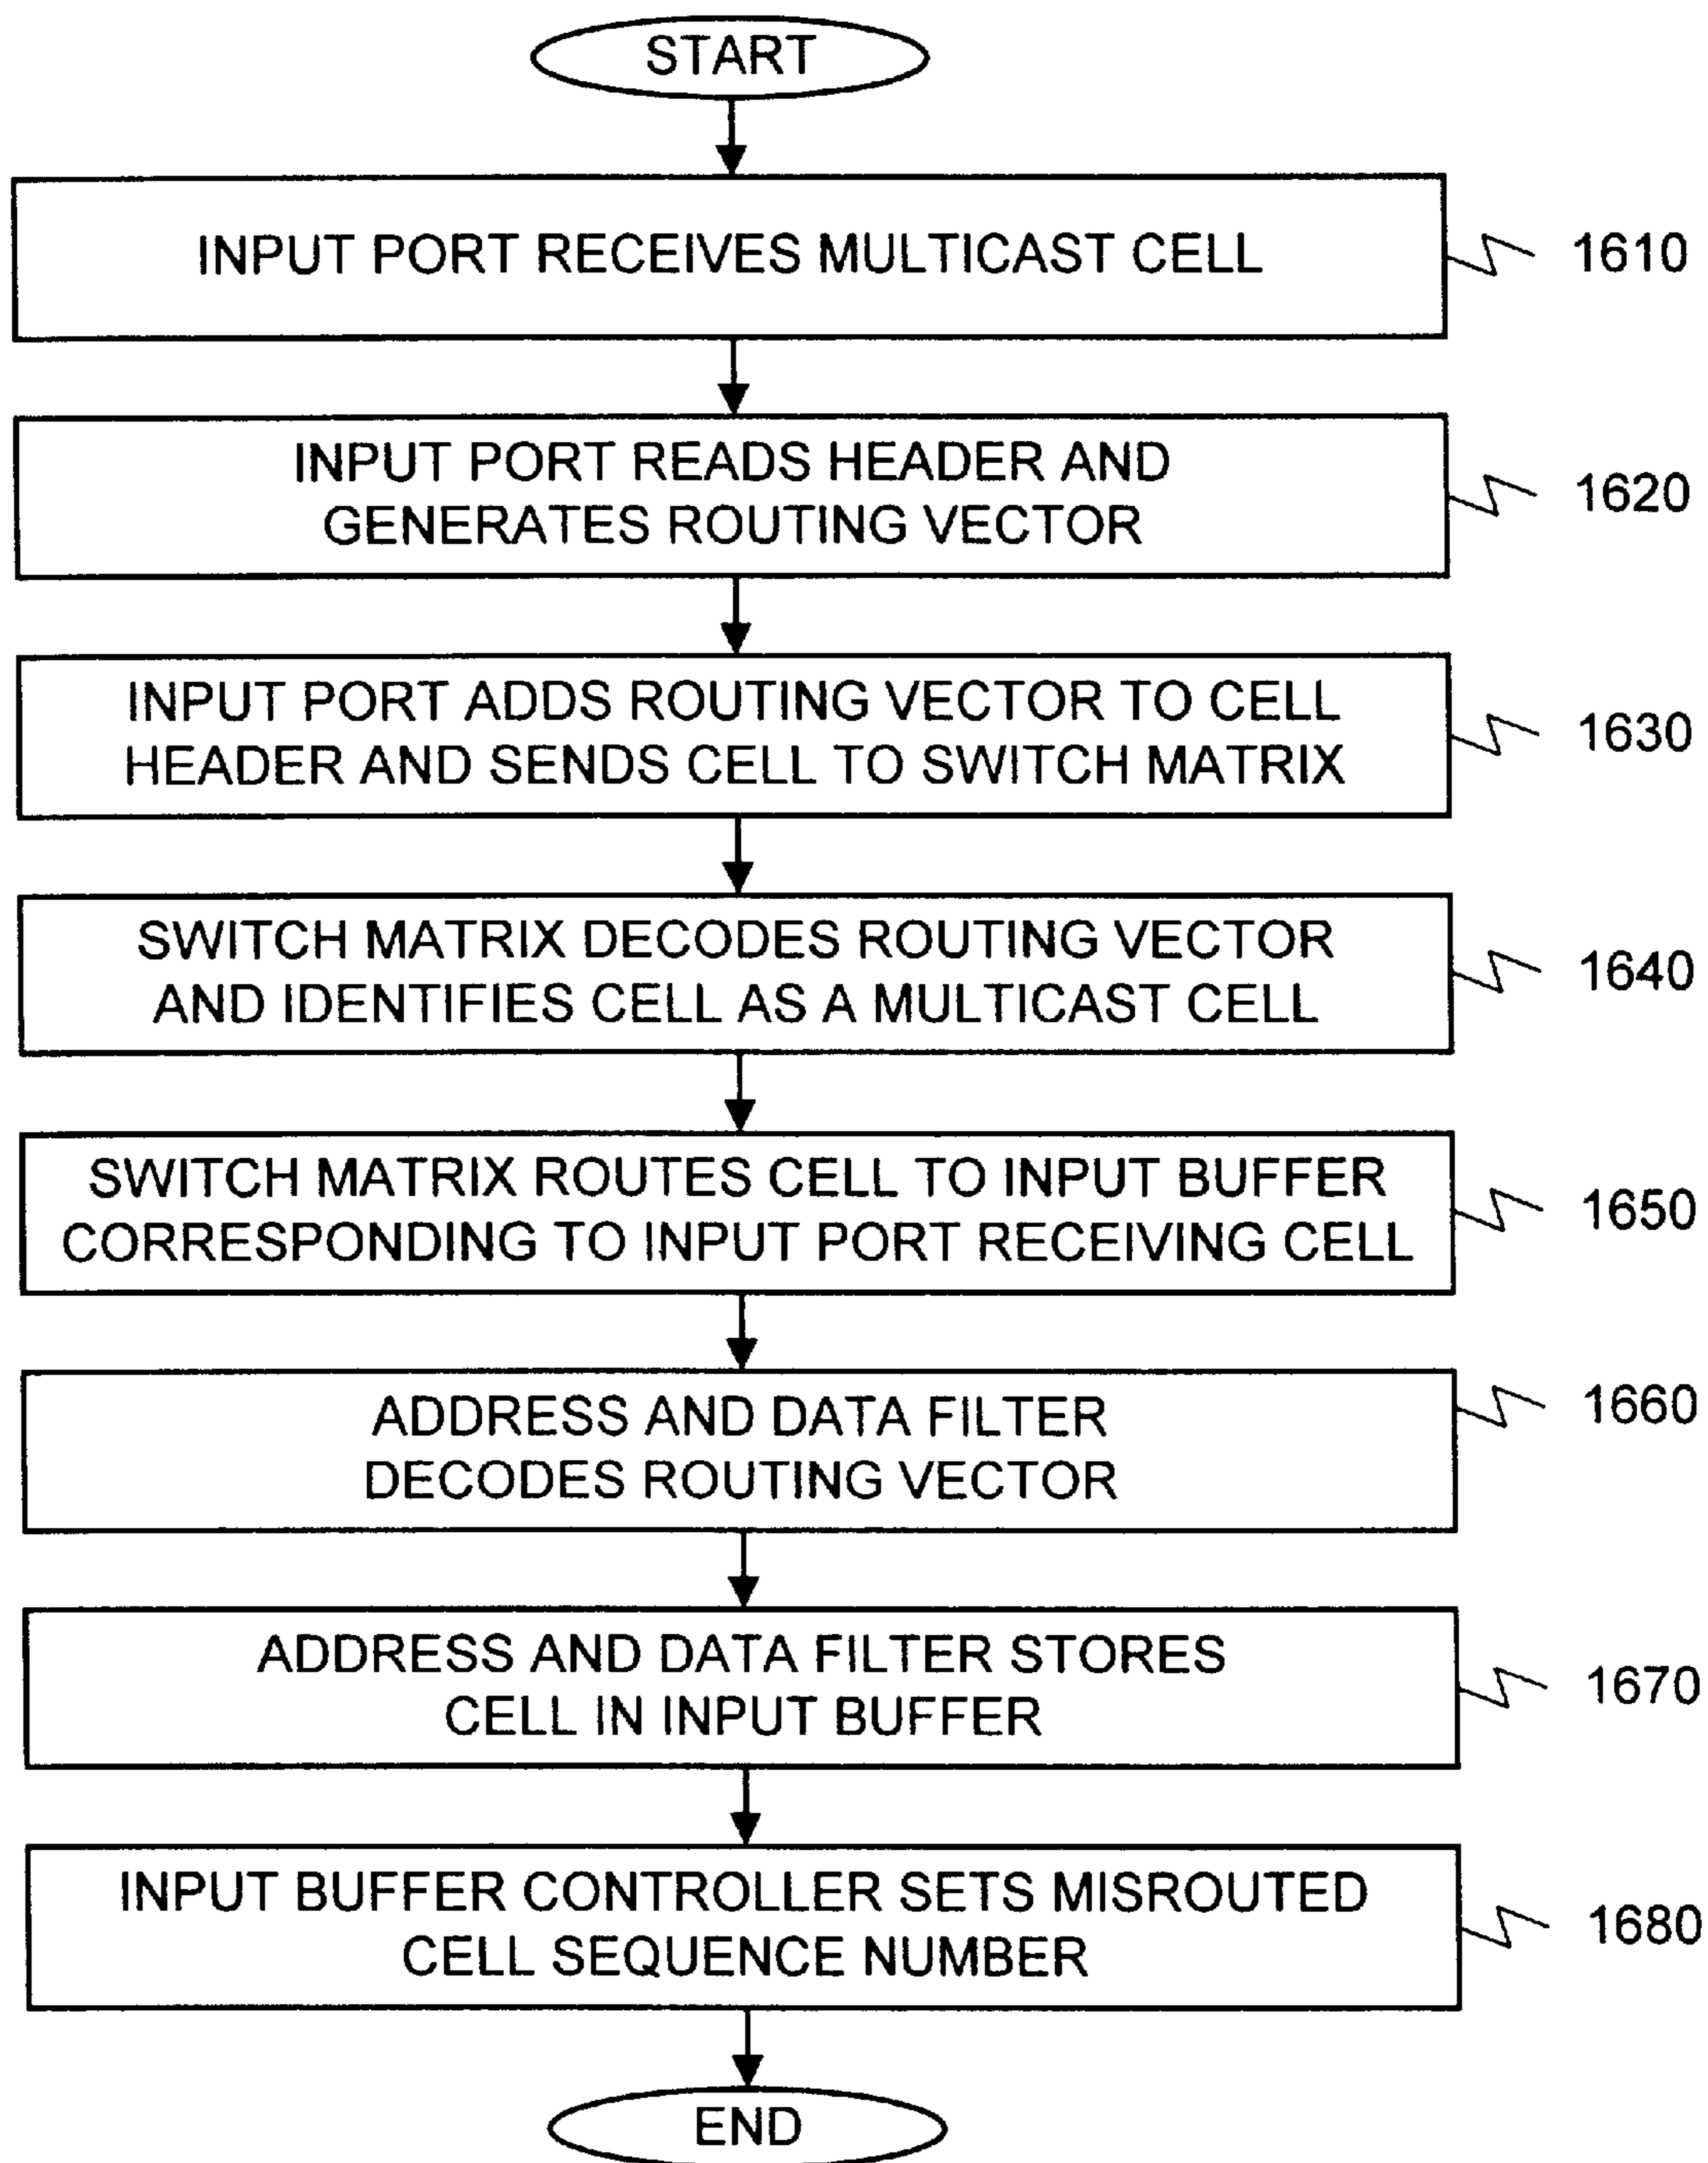 START
INPUT PORT RECEIVES MULTICAST CELL
1610
INPUT PORT READS HEADER AND
GENERATES ROUTING VECTOR
1620
INPUT PORT ADDS ROUTING VECTOR TO CELL
HEADER AND SENDS CELL TO SWITCH MATRIX
1630
SWITCH MATRIX DECODES ROUTING VECTOR
AND IDENTIFIES CELL AS A MULTICAST CELL
1640
SWITCH MATRIX ROUTES CELL TO INPUT BUFFER
CORRESPONDING TO INPUT PORT RECEIVING CELL
1650
ADDRESS AND DATA FILTER
DECODES ROUTING VECTOR
1660
ADDRESS AND DATA FILTER STORES
CELL IN INPUT BUFFER
1670
INPUT BUFFER CONTROLLER SETS MISROUTED
CELL SEQUENCE NUMBER
1680
END